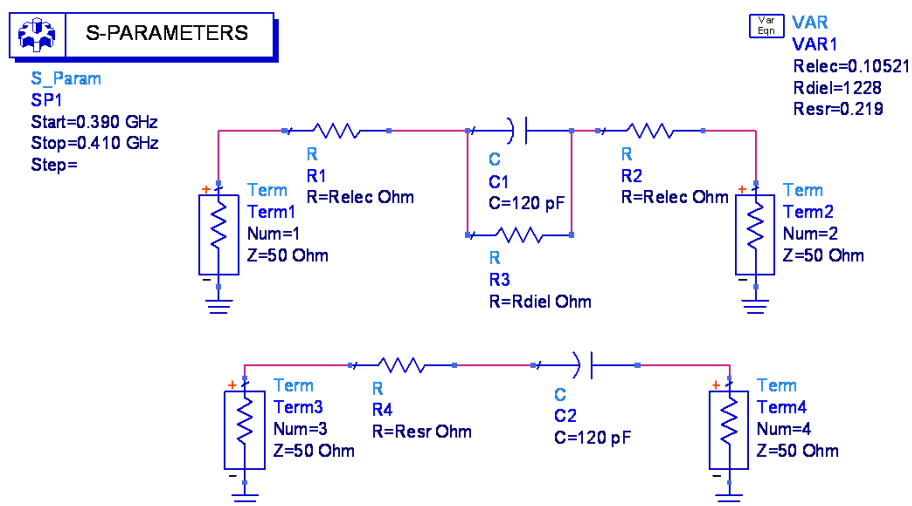 S-PARAMETERS
S_Param
SP1
Start=0.390 GHz
Stop=0.410 GHz
Step=
Var
Eqn
VAR
VAR1
Relec=0.10521
Rdiel=1228
Resr=0.219
R
R1
R=Relec Ohm
C
C1
C=120 pF
R
R2
R=Relec Ohm
R
R3
R=Rdiel Ohm
+
Term
Term1
Num=1
Z=50 Ohm
-
+
Term
Term2
Num=2
Z=50 Ohm
-
+
Term
Term3
Num=3
Z=50 Ohm
-
R
R4
R=Resr Ohm
C
C2
C=120 pF
+
Term
Term4
Num=4
Z=50 Ohm
-